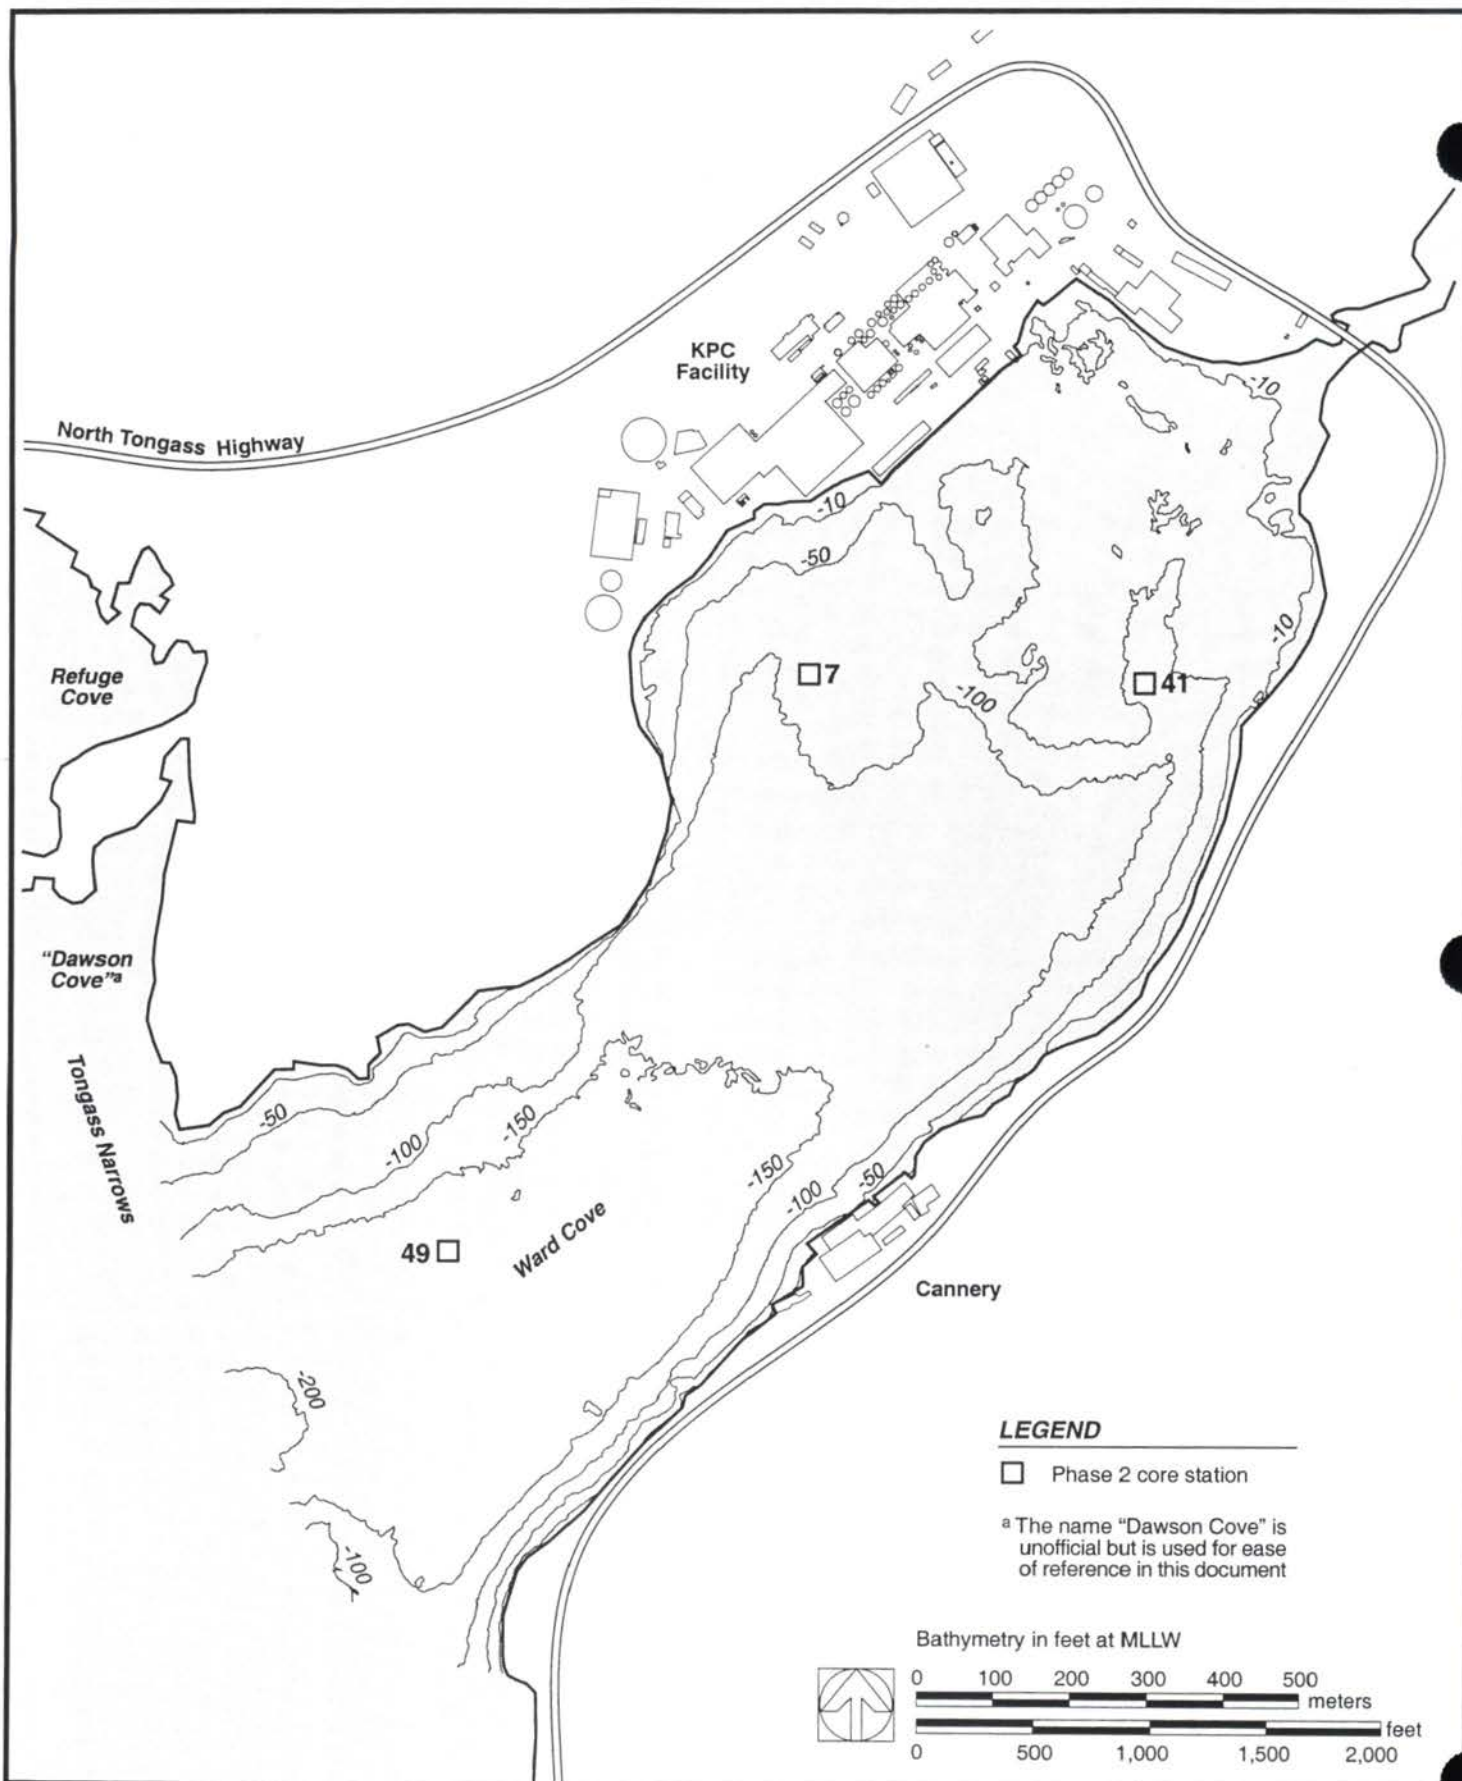 KPC
Facility
North Tongass Highway
-10
-10
-50
-10
Refuge
Cove
7
41
-100
"Dawson
Cove"a
Tongass Narrows
-50
-100
-150
-150
-100
-50
49
Ward Cove
Cannery
-200
-100
LEGEND
Phase 2 core station
a The name "Dawson Cove" is
unofficial but is used for ease
of reference in this document
Bathymetry in feet at MLLW
0 100 200 300 400 500
meters
feet
0 500 1,000 1,500 2,000